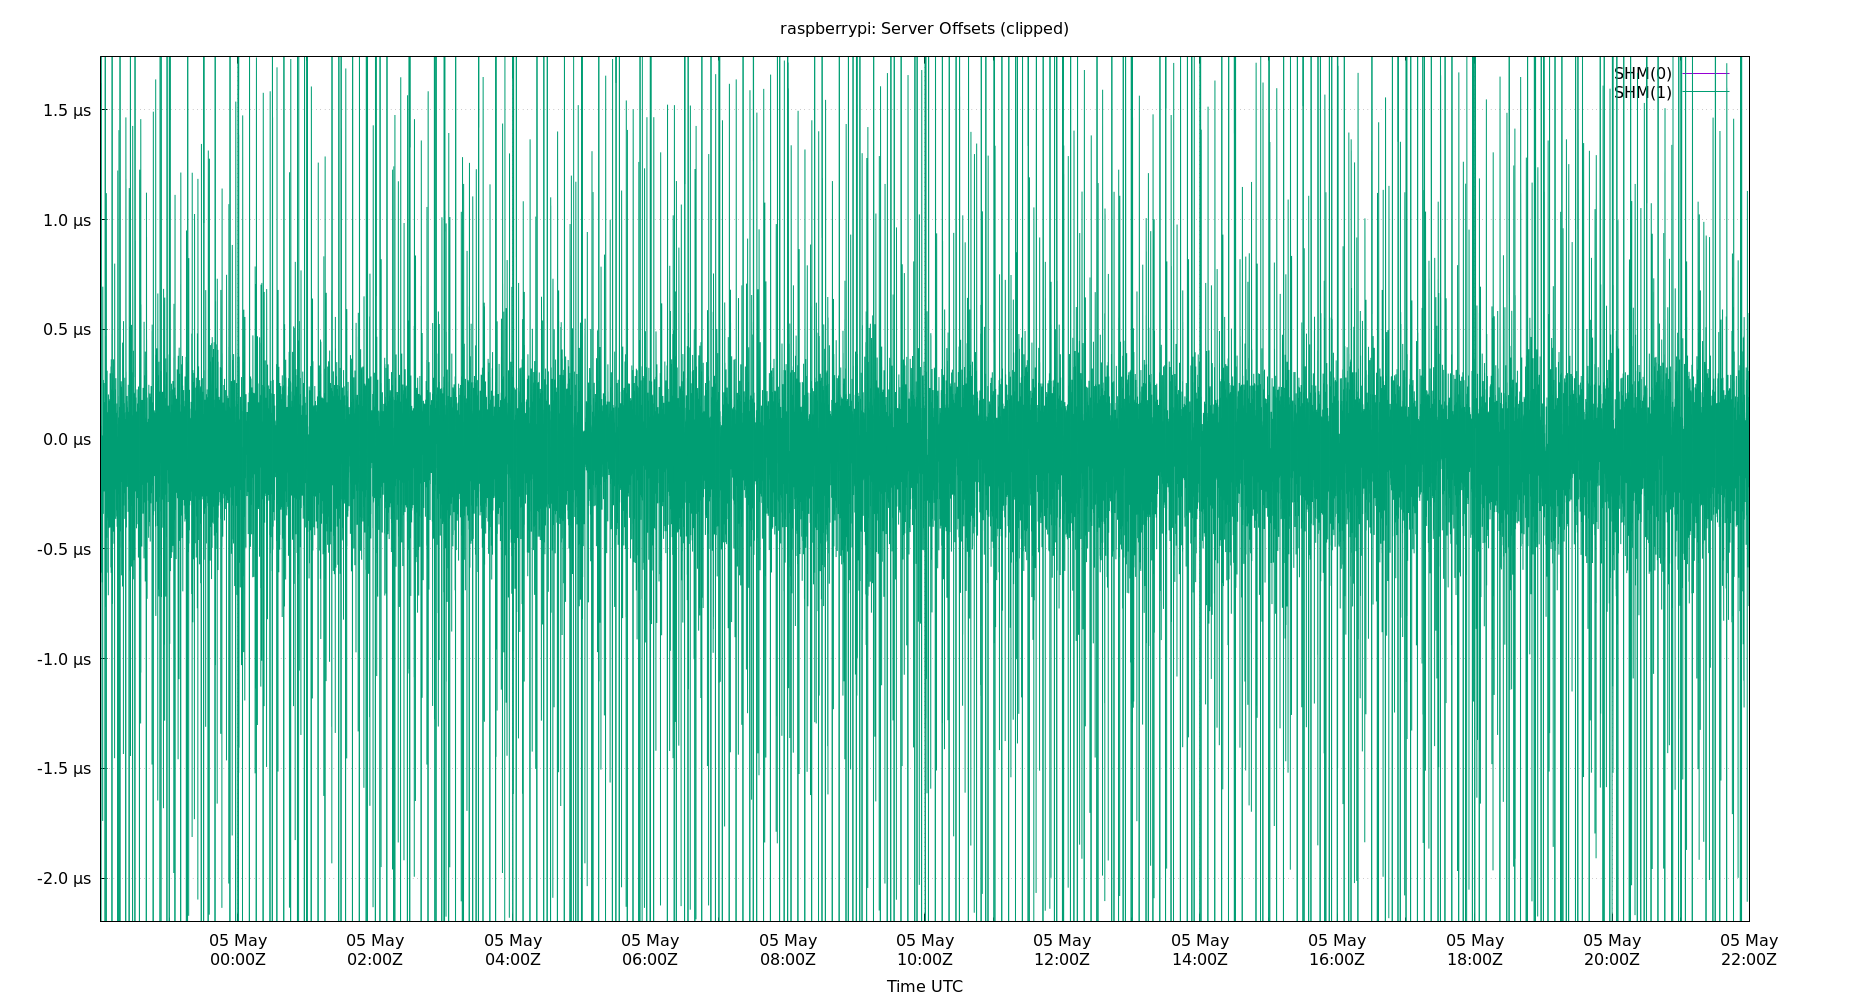 raspberrypi: Server Offsets (clipped)
SHM(0)
SHM(1)
1.5 µs
1.0 µs
0.5 µs
0.0 µs
-0.5 µs
-1.0 µs
-1.5 µs
-2.0 µs
05 May 05 May 05 May 05 May 05 May 05 May 05 May 05 May 05 May 05 May 05 May 05 May
00:00Z 02:00Z 04:00Z 06:00Z 08:00Z 10:00Z 12:00Z 14:00Z 16:00Z 18:00Z 20:00Z 22:00Z
Time UTC